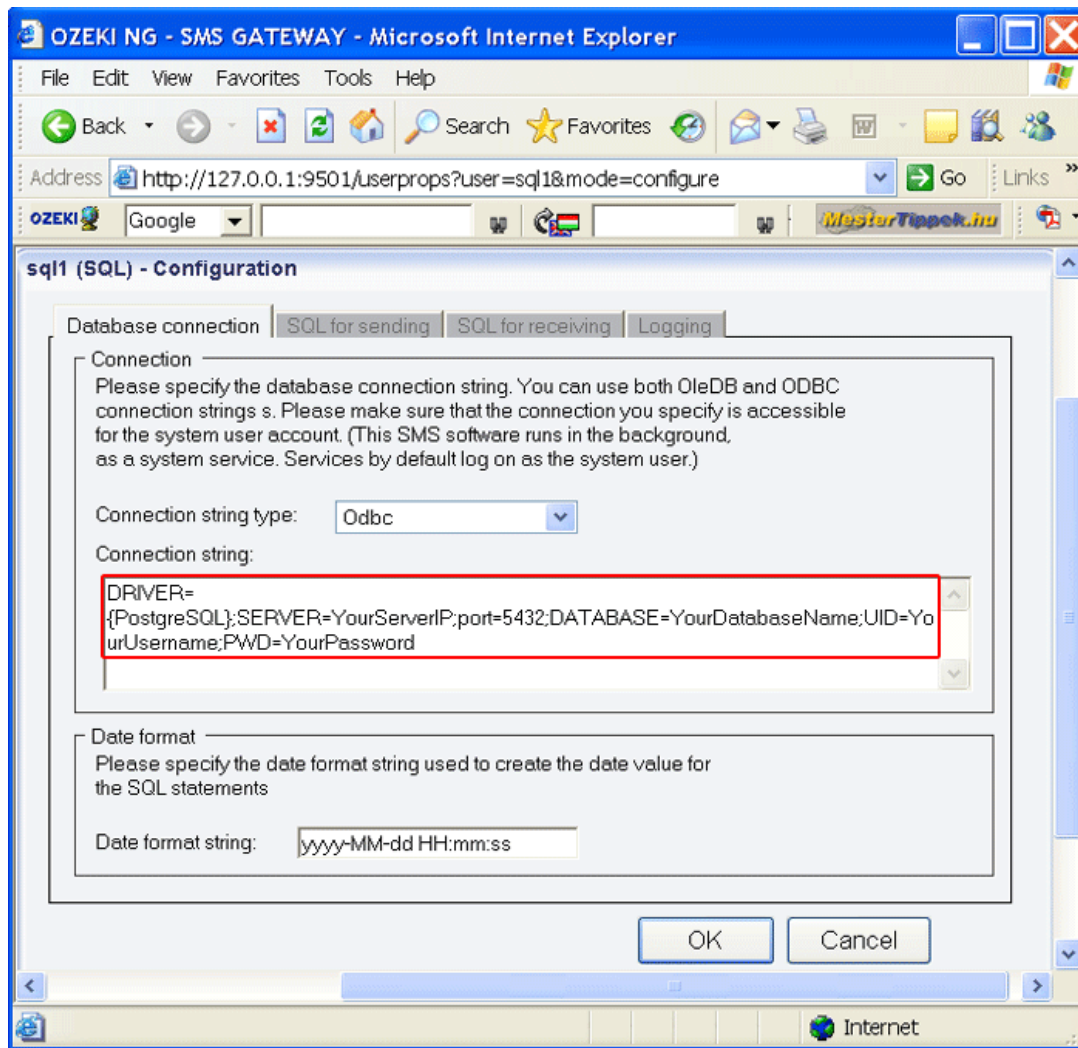 OZEKI NG - SMS GATEWAY - Microsoft Internet Explorer
File Edit View Favorites Tools Help
Back Search Favorites
Address http://127.0.0.1:9501/userprops?user=sql1&mode=configure Go Links »
OZEKI Google MesterTippek.hu
sql1 (SQL) - Configuration
Database connection SQL for sending SQL for receiving Logging
Connection
Please specify the database connection string. You can use both OleDB and ODBC
connection strings s. Please make sure that the connection you specify is accessible
for the system user account. (This SMS software runs in the background,
as a system service. Services by default log on as the system user.)
Connection string type: Odbc
Connection string:
DRIVER=
{PostgreSQL};SERVER=YourServerIP;port=5432;DATABASE=YourDatabaseName;UID=Yo
urUsername;PWD=YourPassword
Date format
Please specify the date format string used to create the date value for
the SQL statements
Date format string: yyyy-MM-dd HH:mm:ss
OK Cancel
Internet